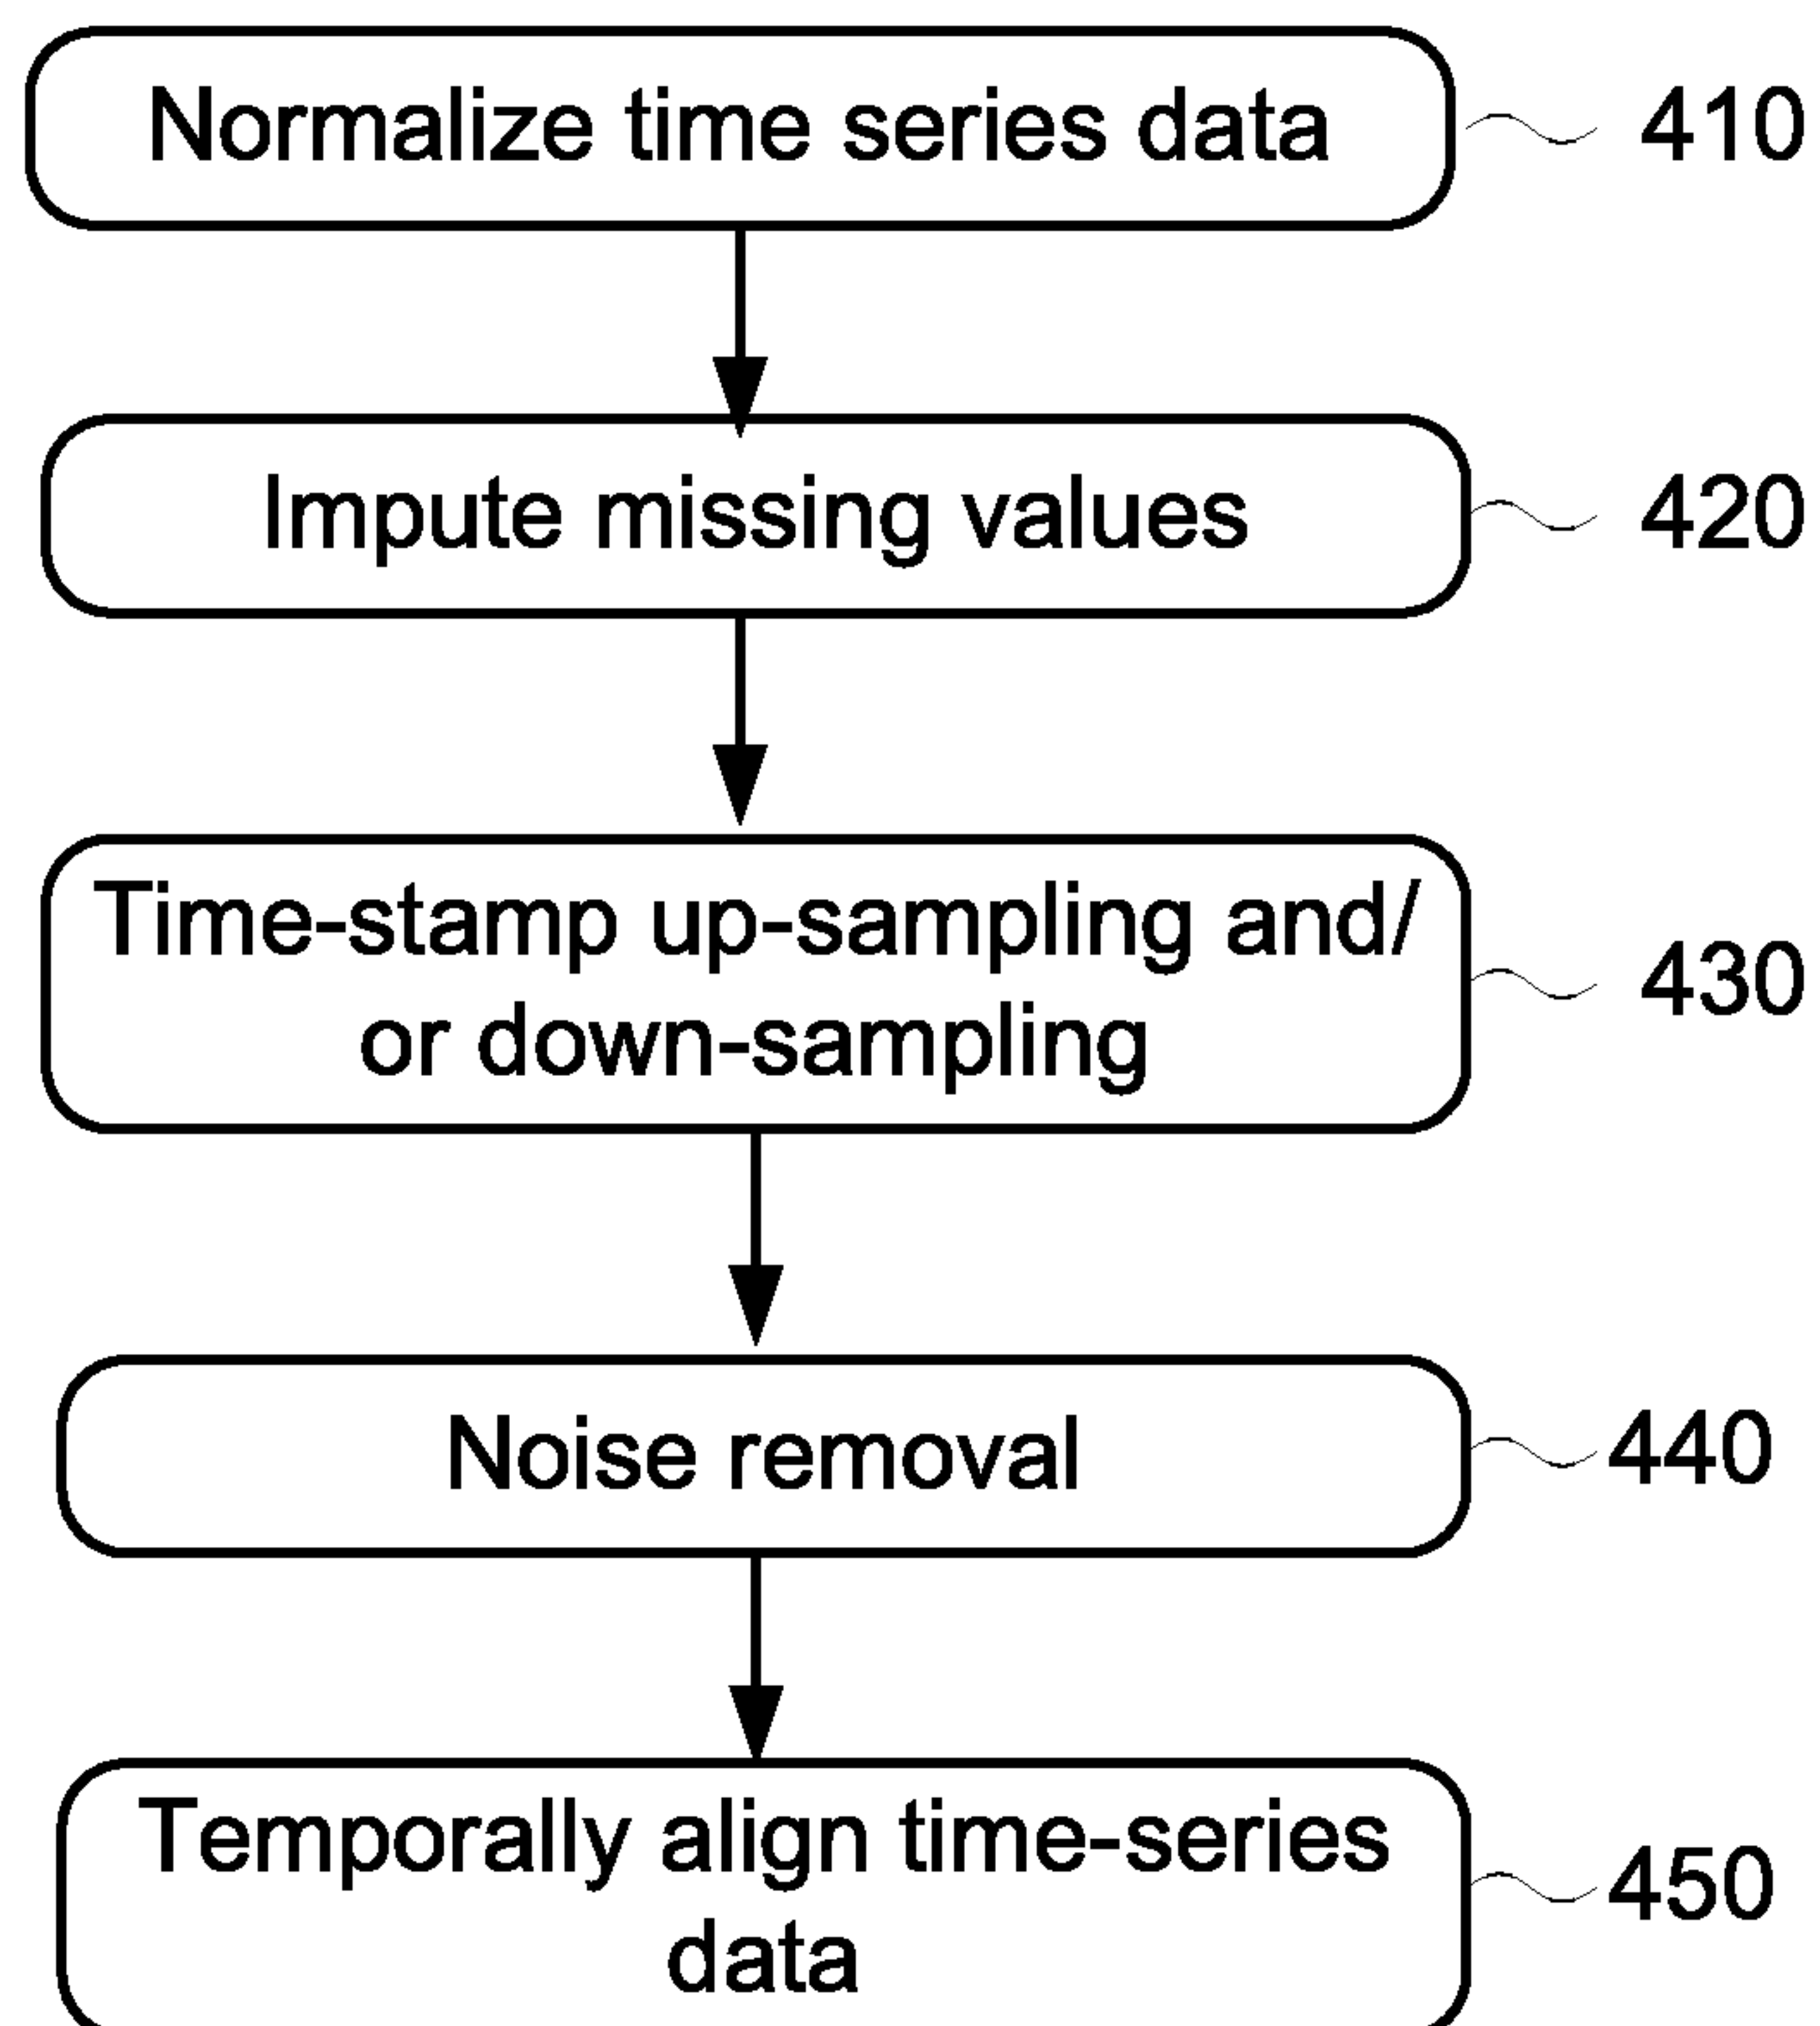 Normalize time series data
410
Impute missing values
420
Time-stamp up-sampling and/
or down-sampling
430
Noise removal
440
Temporally align time-series
data
450